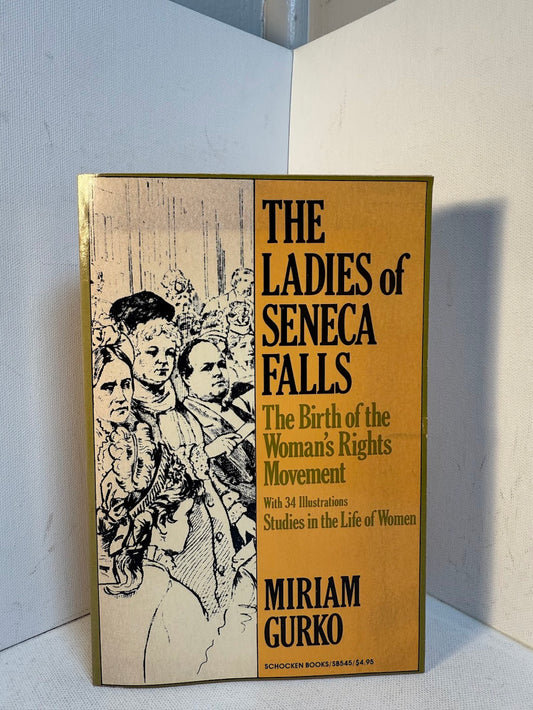 THE
LADIES of
SENECA
FALLS
The Birth of the
Woman's Rights
Movement
With 34 Illustrations
Studies in the Life of Women
MIRIAM
GURKO
SCHOCKEN BOOKS/SB545/$4.95